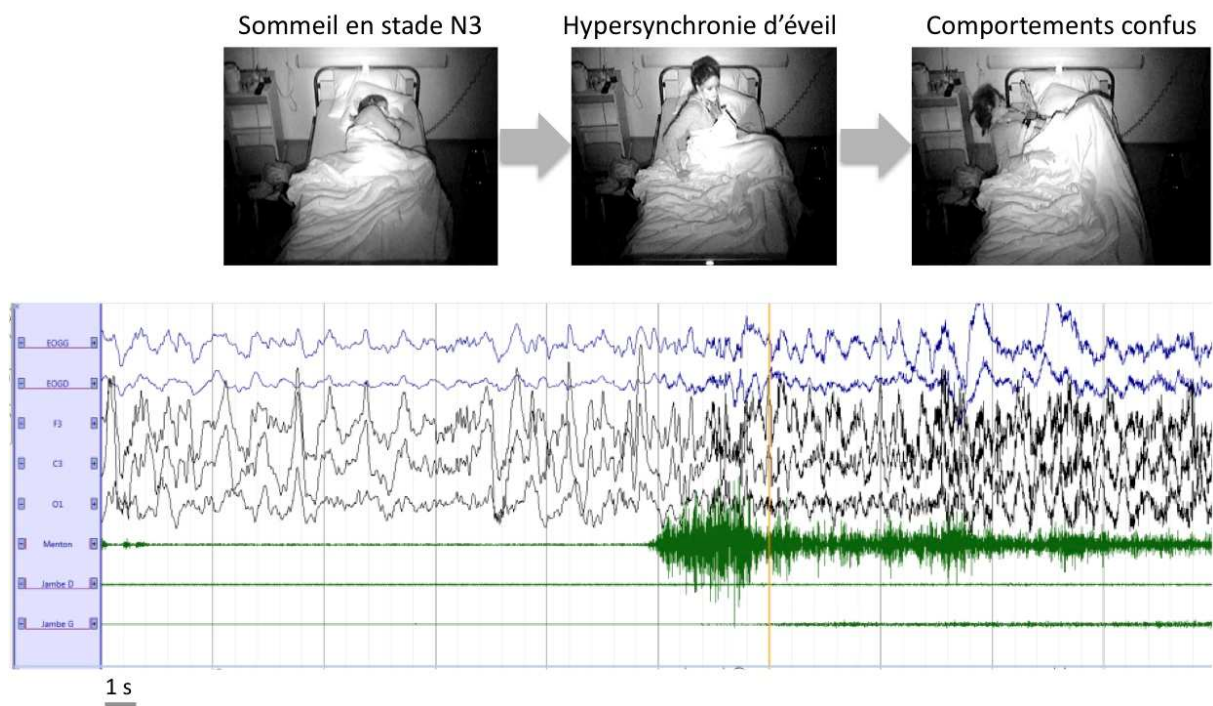 Sommeil en stade N3
Hypersynchronie d'éveil
Comportements confus
EOGG
EOGD
F3
C3
O1
Menton
Jambe D
Jambe G
1 s